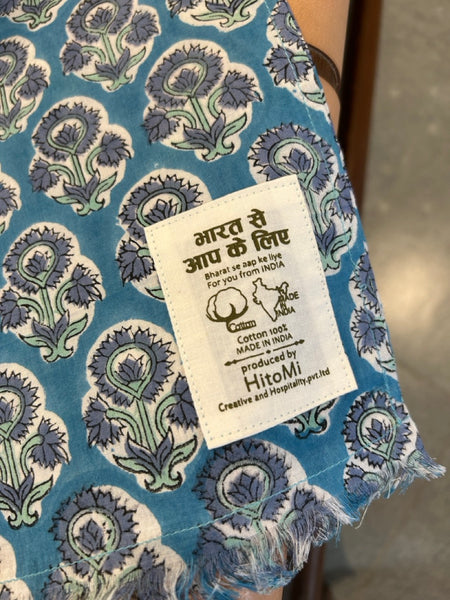 भारत से
आप के लिए
Bharat se aap ke liye
For you from INDIA
Cotton
MADE
IN
INDIA
Cotton 100%
MADE IN INDIA
produced by
HitoMi
Creative and Hospitality.pvt.ltd